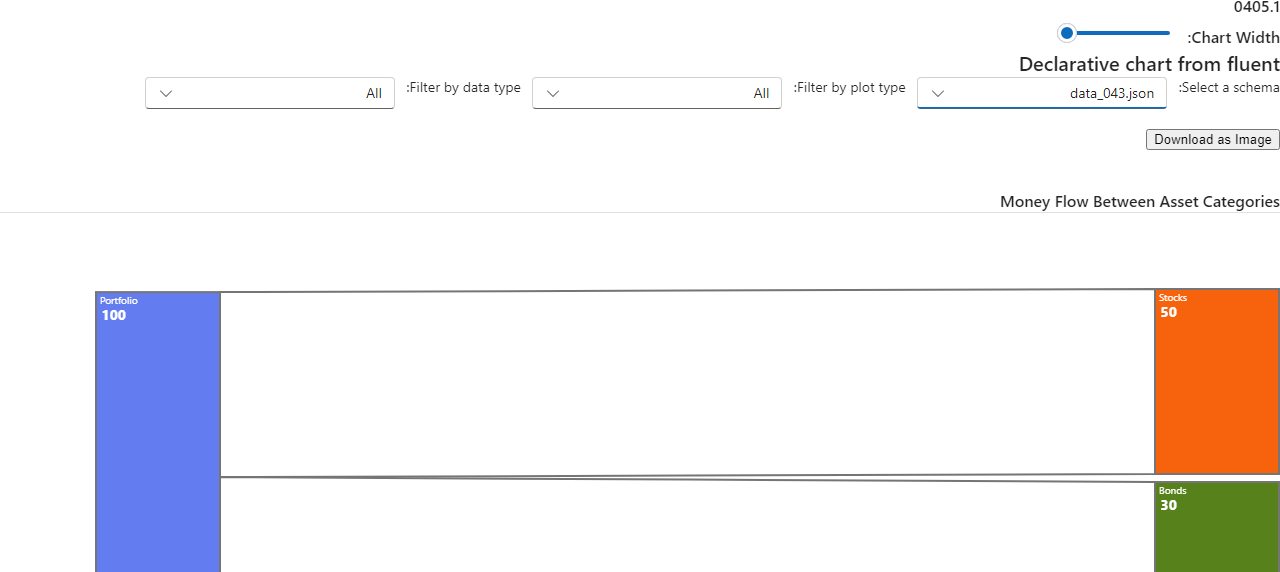 0405.1
:Chart Width
Declarative chart from fluent
:Select a schema
data_043.json
:Filter by plot type
All
:Filter by data type
All
Download as Image
Money Flow Between Asset Categories
Portfolio
100
Stocks
50
Bonds
30